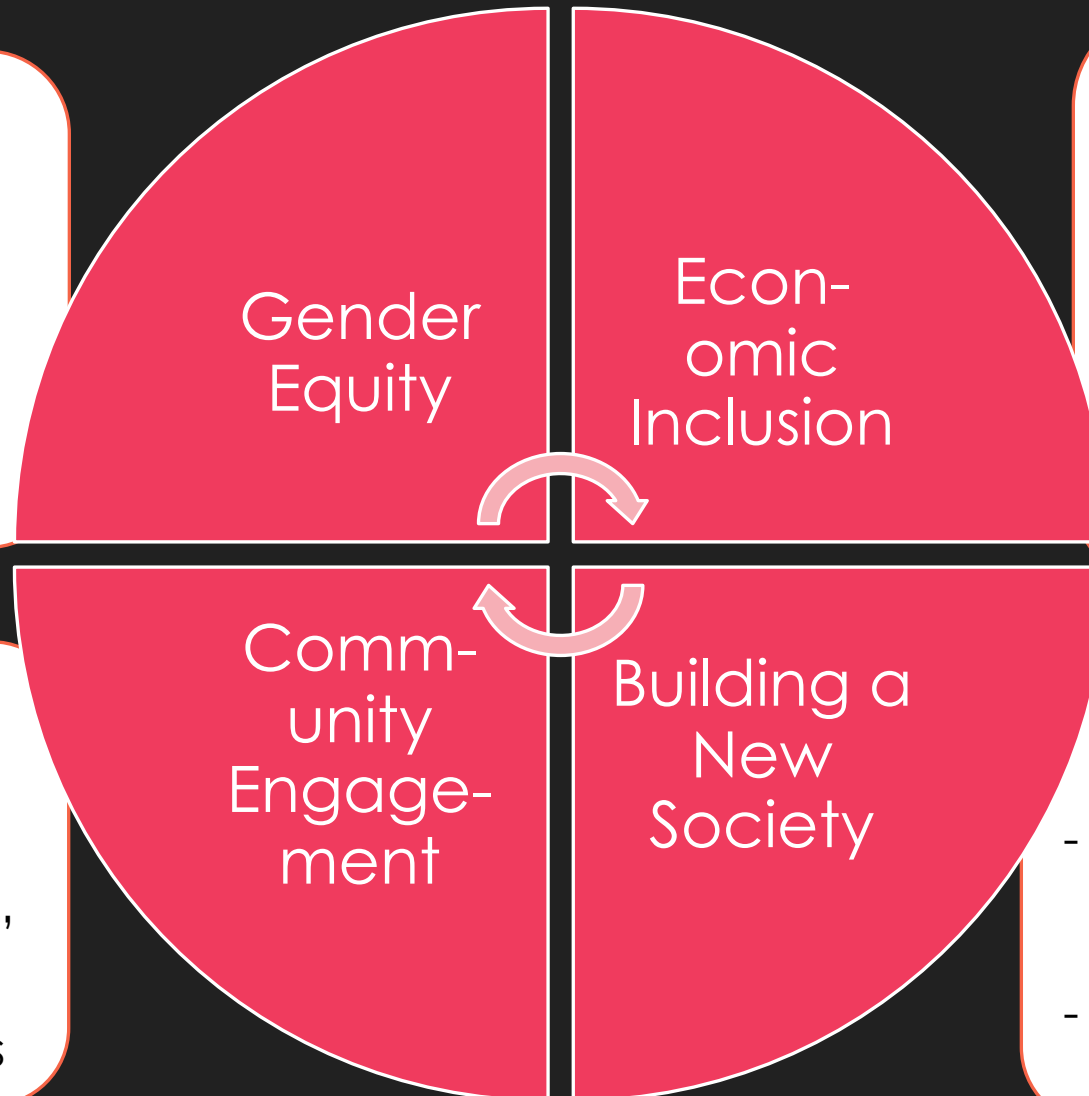 Gender
Equity
Econ-
omic
Inclusion
Comm-
unity
Engage-
ment
Building a
New
Society
,
s
-
-